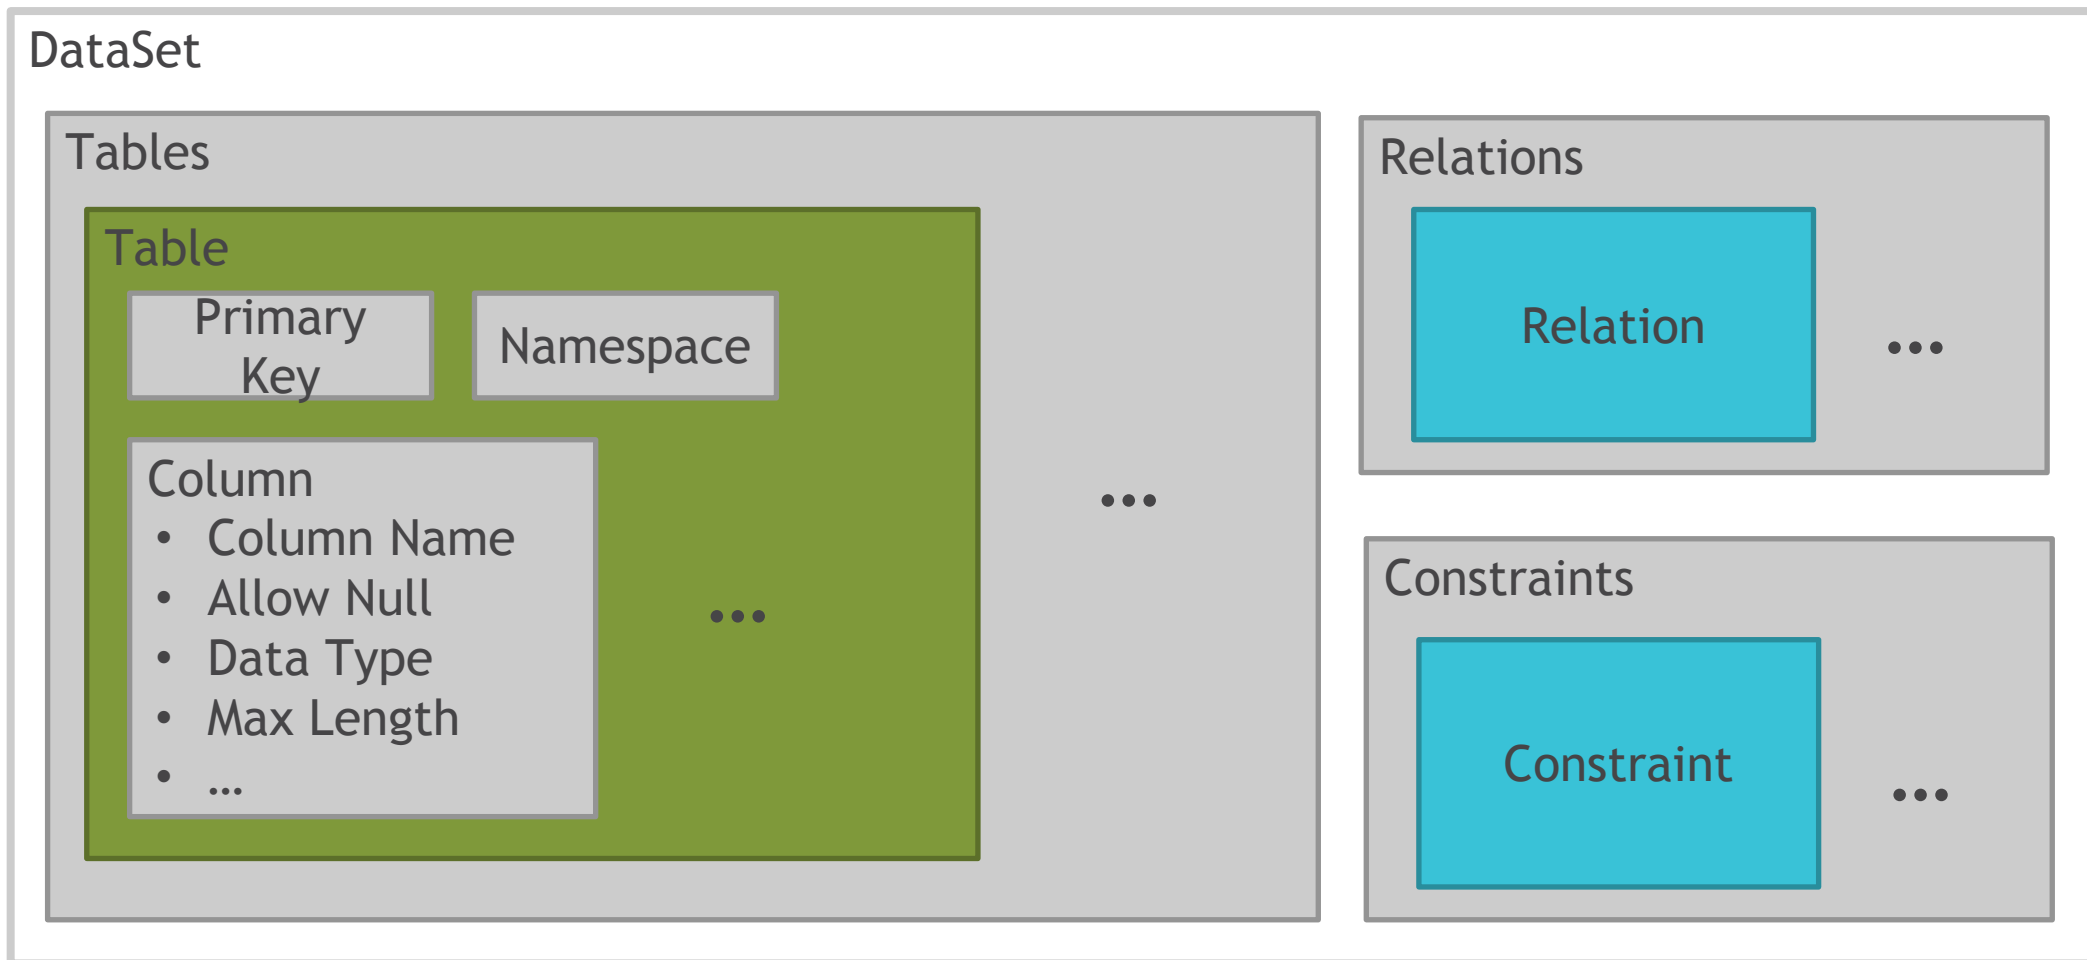 DataSet
Tables
Table
Primary
Key
Namespace
Column
• Column Name
• Allow Null
• Data Type
• Max Length
• ...
...
...
Relations
Relation
...
Constraints
Constraint
...